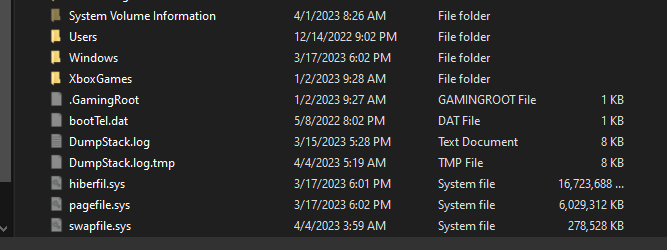 System Volume Information 4/1/2023 8:26 AM File folder
Users 12/14/2022 9:02 PM File folder
Windows 3/17/2023 6:02 PM File folder
XboxGames 1/2/2023 9:28 AM File folder
.GamingRoot 1/2/2023 9:27 AM GAMINGROOT File 1 KB
bootTel.dat 5/8/2022 8:02 PM DAT File 1 KB
DumpStack.log 3/15/2023 5:28 PM Text Document 8 KB
DumpStack.log.tmp 4/4/2023 5:19 AM TMP File 8 KB
hiberfil.sys 3/17/2023 6:01 PM System file 16,723,688 ...
pagefile.sys 3/17/2023 6:02 PM System file 6,029,312 KB
swapfile.sys 4/4/2023 3:59 AM System file 278,528 KB